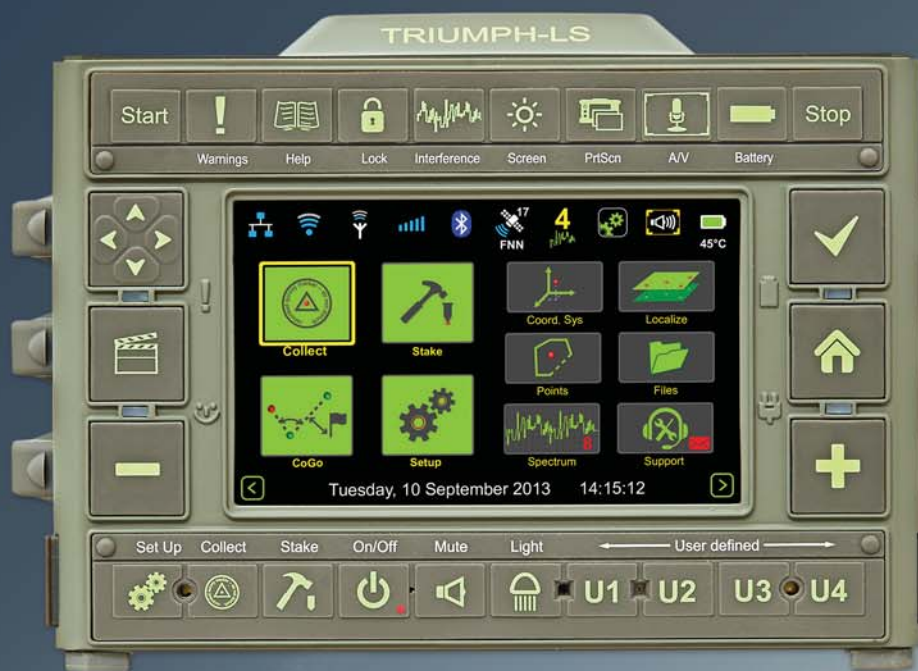 TRIUMPH-LS
Start
Stop
Warnings Help Lock Interference Screen PrtScn A/V Battery
17
FNN
4
45°C
Collect Stake Coord. Sys Localize
Points Files
8
CoGo Setup Spectrum Support
Tuesday, 10 September 2013 14:15:12
Set Up Collect Stake On/Off Mute Light User defined
U1 U2 U3 U4